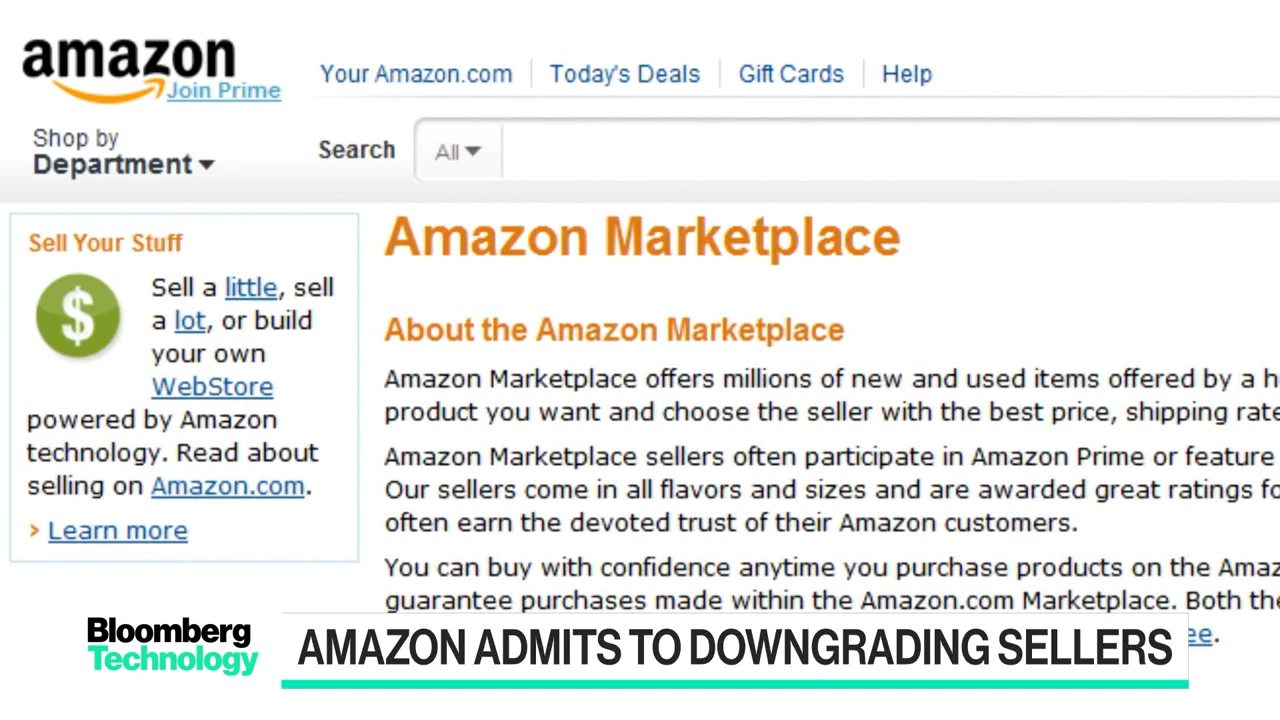 amazon
Join Prime
Your Amazon.com
Today's Deals
Gift Cards
Help
Shop by
Department
Search
All
Sell Your Stuff
$
Sell a little, sell
a lot, or build
your own
WebStore
powered by Amazon
technology. Read about
selling on Amazon.com.
› Learn more
Amazon Marketplace
About the Amazon Marketplace
Amazon Marketplace offers millions of new and used items offered by a
product you want and choose the seller with the best price, shipping
Amazon Marketplace sellers often participate in Amazon Prime or feature
Our sellers come in all flavors and sizes and are awarded great ratings
often earn the devoted trust of their Amazon customers.
You can buy with confidence anytime you purchase products on the
guarantee purchases made within the Amazon.com Marketplace. Both
Bloomberg
Technology
AMAZON ADMITS TO DOWNGRADING SELLERS